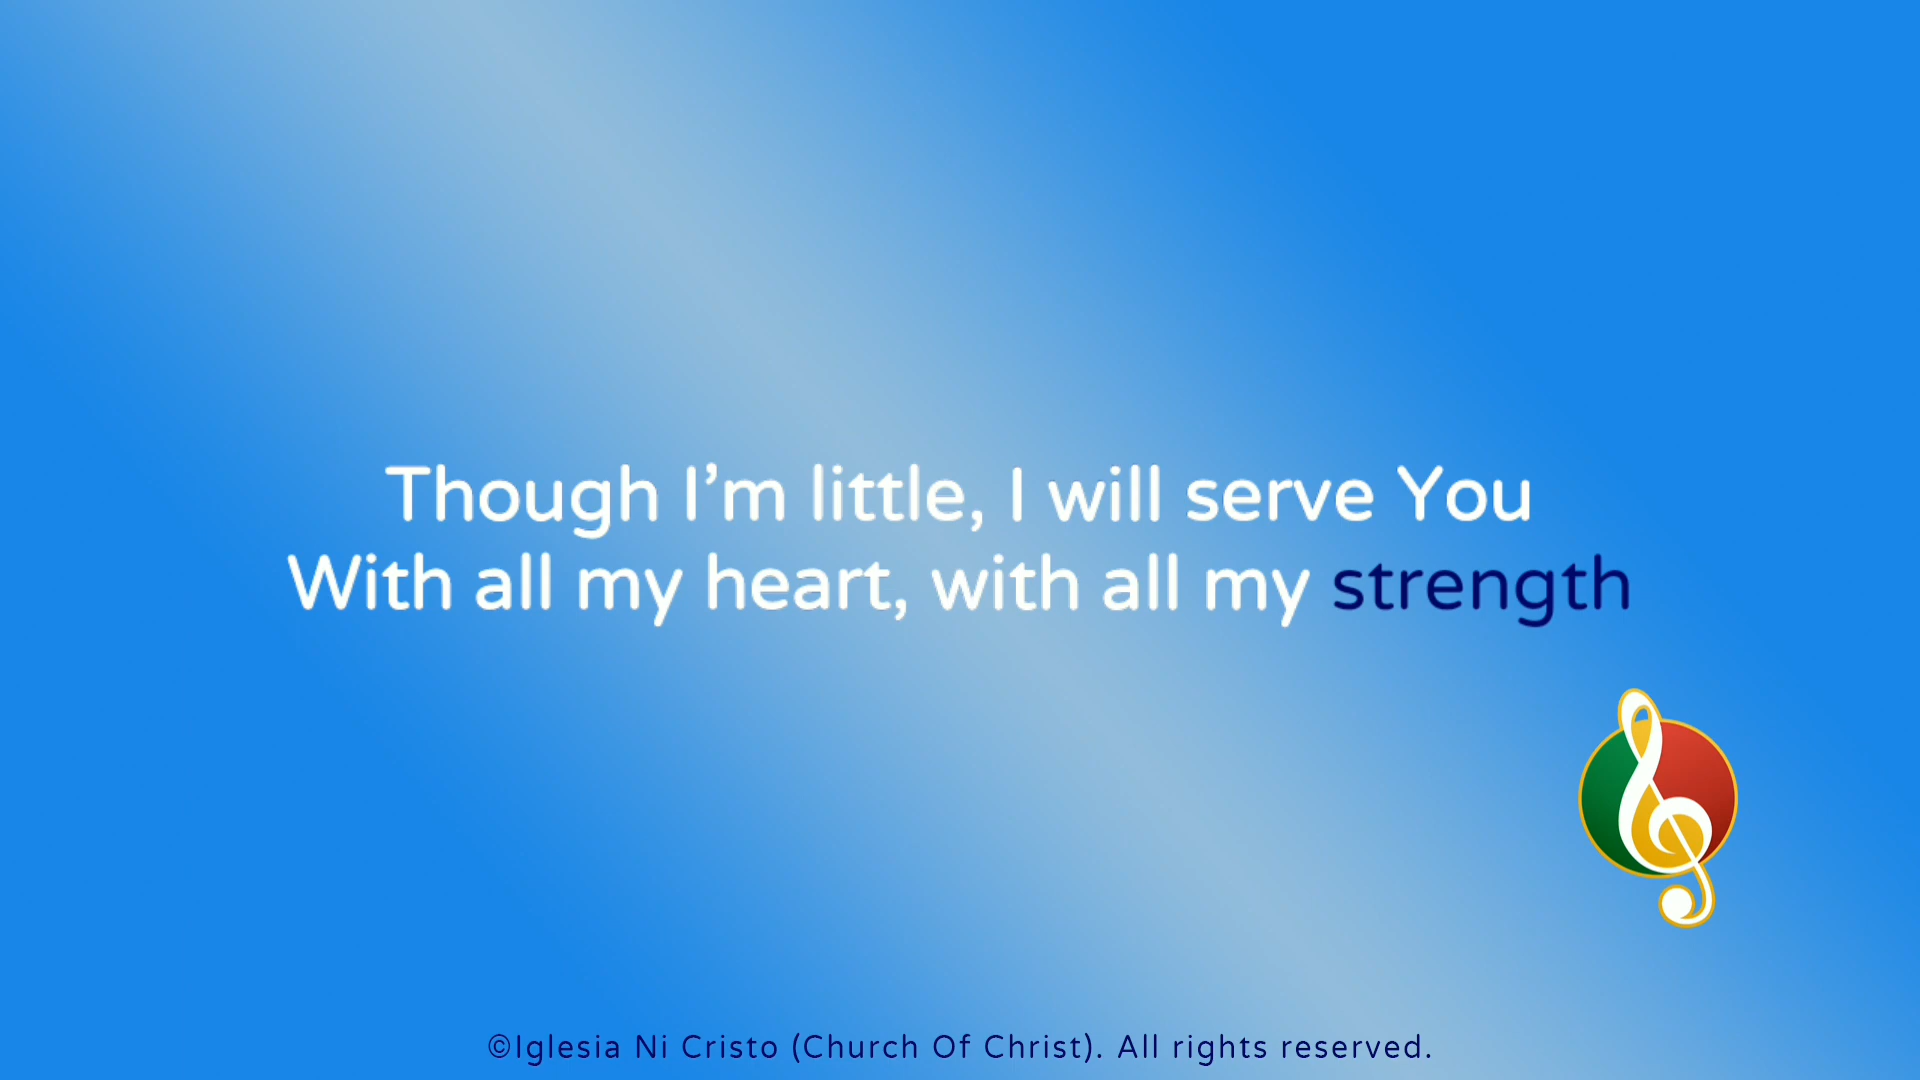 Though I’m little, I will serve You
With all my heart, with all my strength
©Iglesia Ni Cristo (Church Of Christ). All rights reserved.